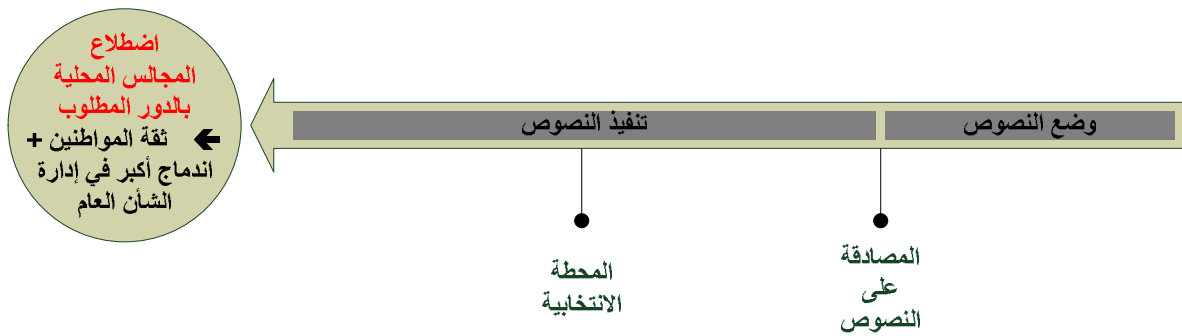 وضع النصوص
تنفيذ النصوص
المصادقة
على
النصوص
المحطة
الانتخابية
اضطلاع
المجالس المحلية
بالدور المطلوب
🡸 ثقة المواطنين +
اندماج أكبر في إدارة
الشأن العام